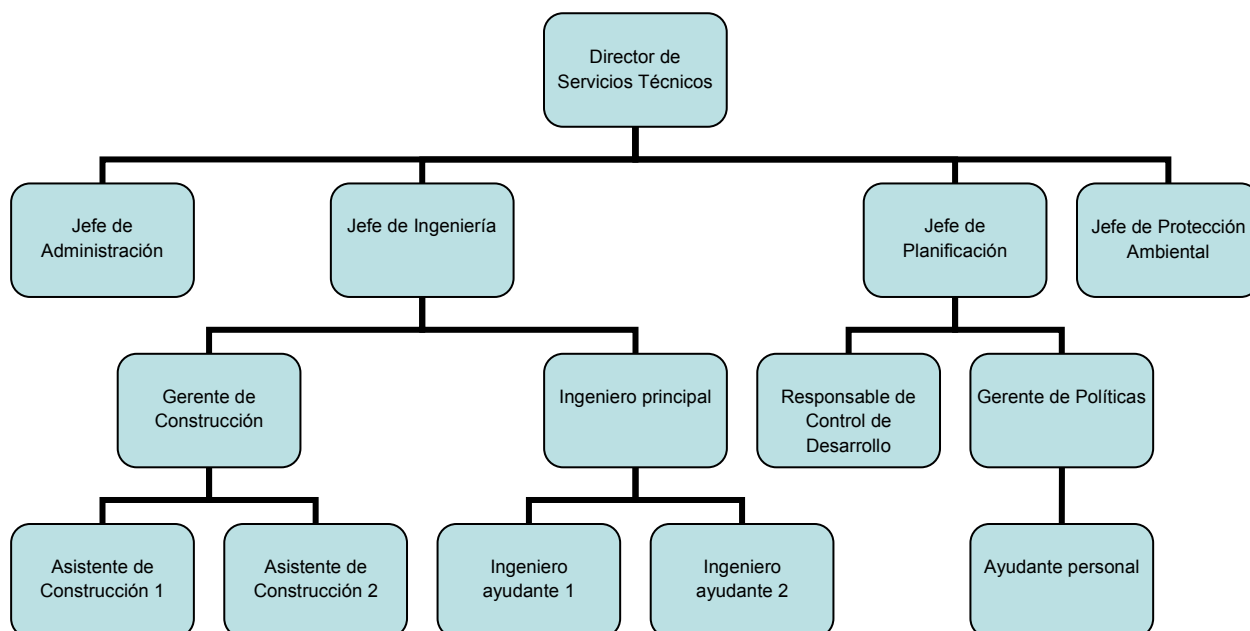 Director de
Servicios Técnicos
Jefe de
Administración
Jefe de Ingeniería
Jefe de
Planificación
Jefe de Protección
Ambiental
Gerente de
Construcción
Ingeniero principal
Responsable de
Control de
Desarrollo
Gerente de Políticas
Asistente de
Construcción 1
Asistente de
Construcción 2
Ingeniero
ayudante 1
Ingeniero
ayudante 2
Ayudante personal